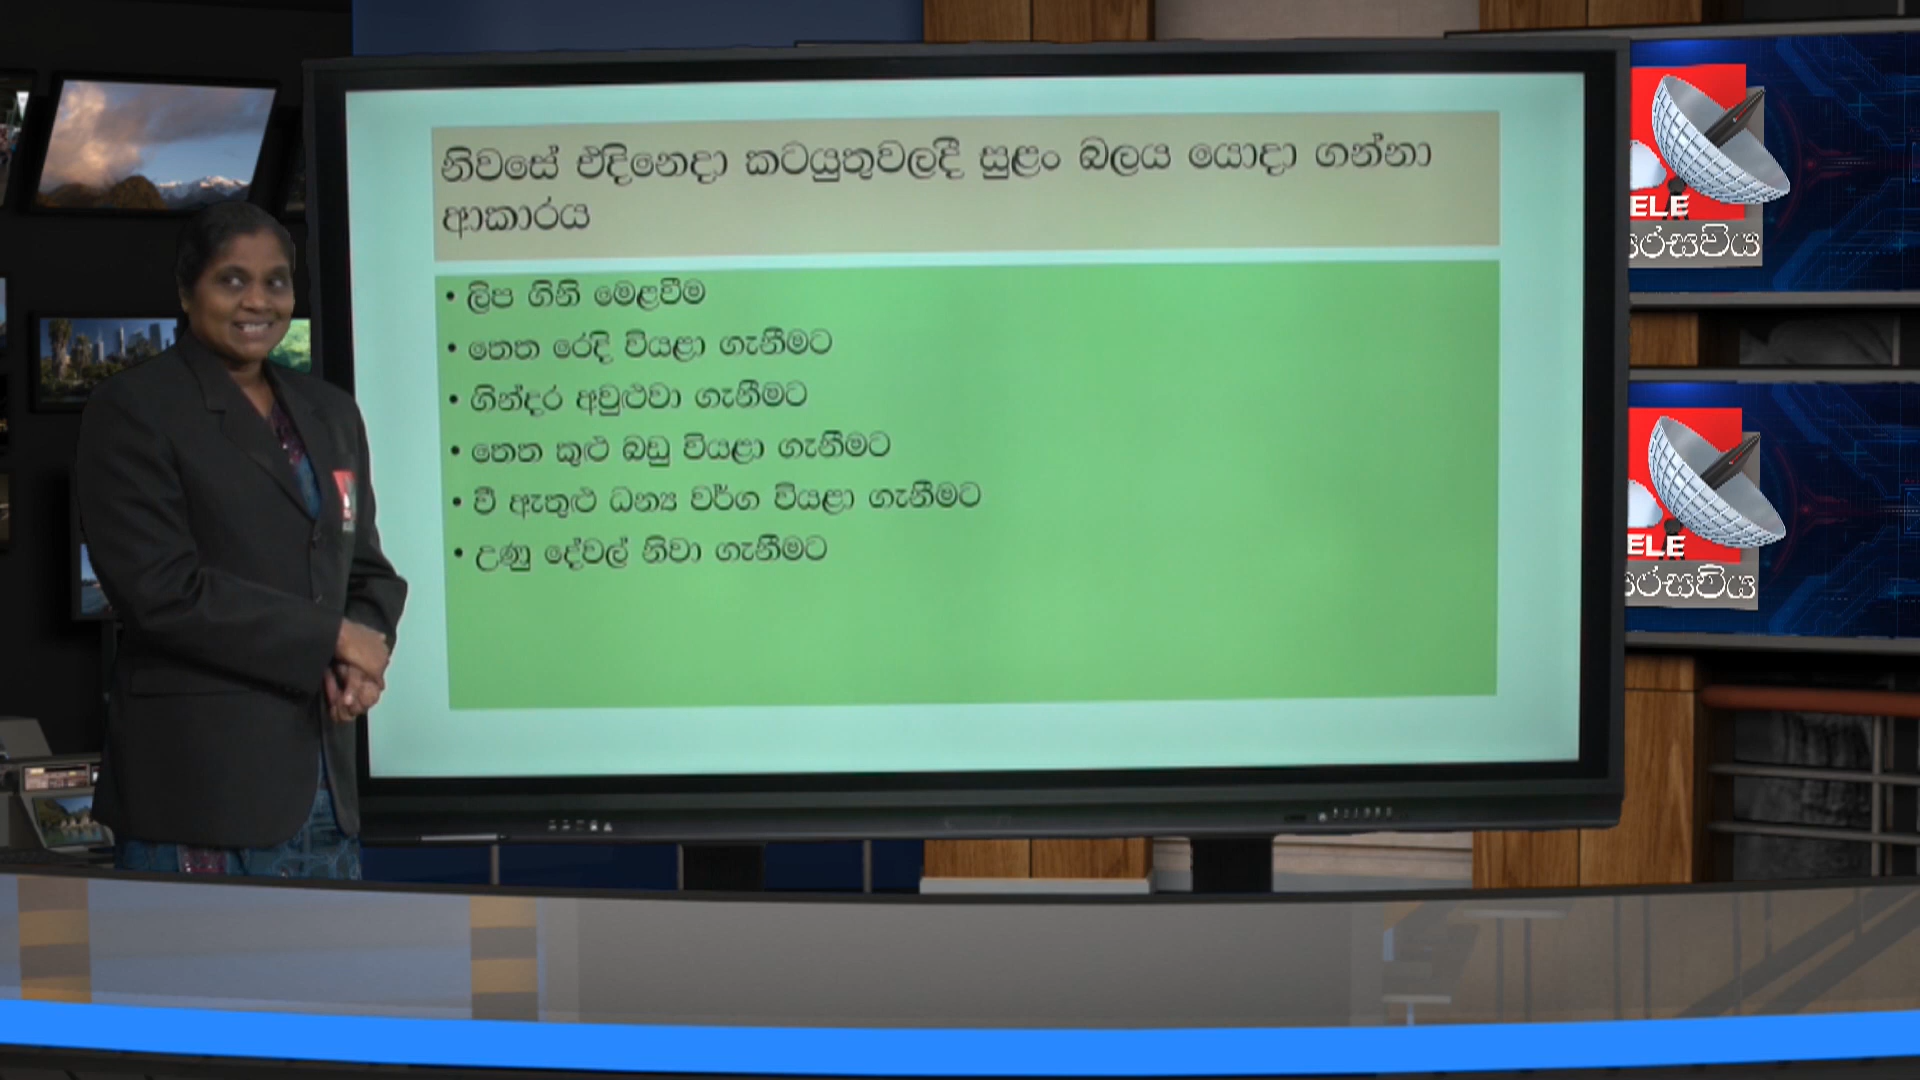 නිවසේ එදිනෙදා කටයුතුවලදී සුළං බලය යොදා ගන්නා
ආකාරය
• ලිප ගිනි මෙළවීම
• තෙත රෙදි වියළා ගැනීමට
• ගින්දර අවුළුවා ගැනීමට
• තෙත කුළු බඩු වියළා ගැනීමට
• වී ඇතුළු ධන්‍ය වර්ග වියළා ගැනීමට
• උණු දේවල් නිවා ගැනීමට
ELE
ELE